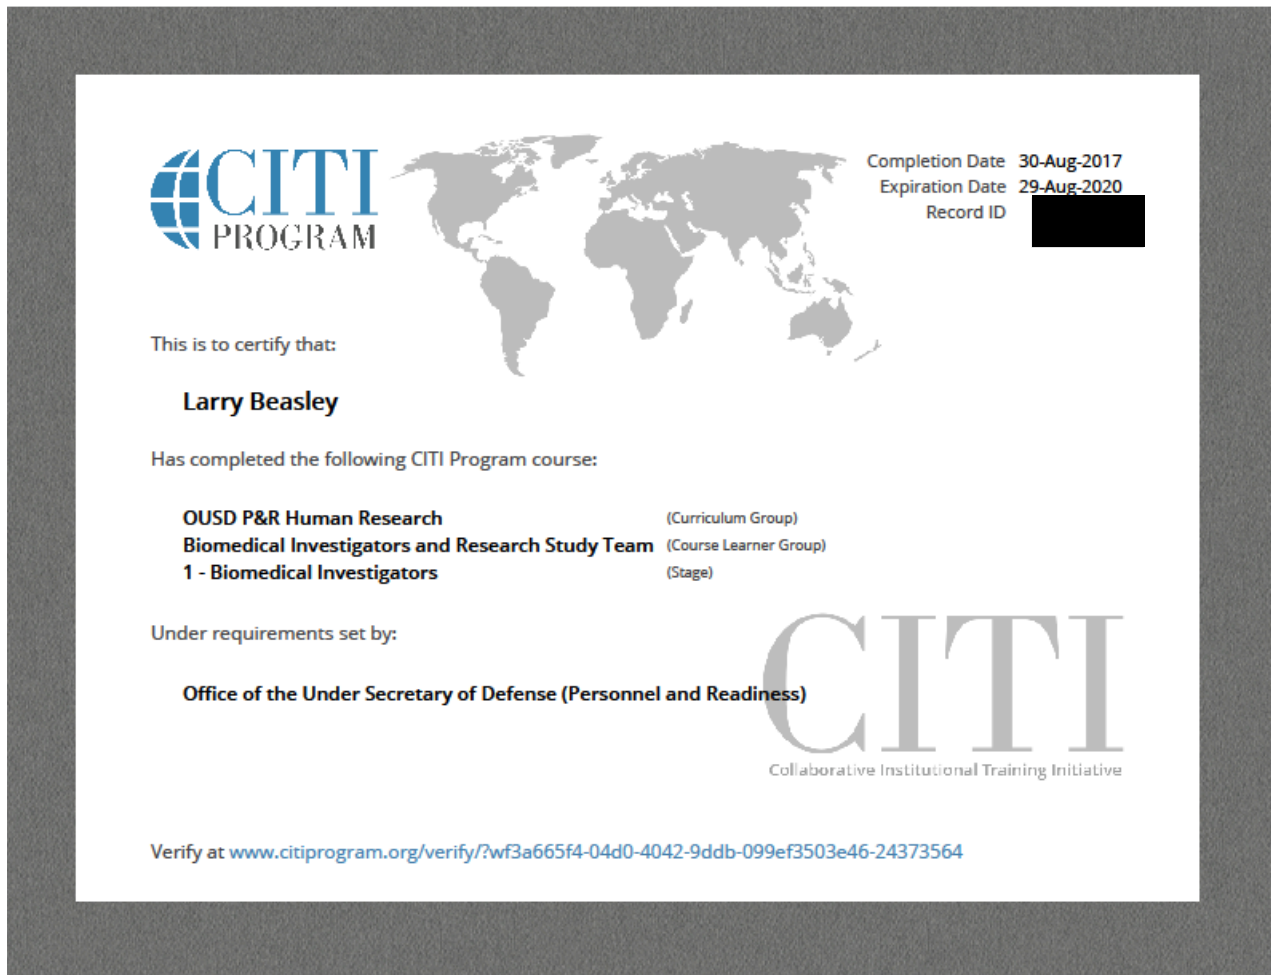 CITI
PROGRAM
Completion Date 30-Aug-2017
Expiration Date 29-Aug-2020
Record ID
This is to certify that:
Larry Beasley
Has completed the following CITI Program course:
OUSD P&R Human Research (Curriculum Group)
Biomedical Investigators and Research Study Team (Course Learner Group)
1 - Biomedical Investigators (Stage)
Under requirements set by:
Office of the Under Secretary of Defense (Personnel and Readiness)
CITI
Collaborative Institutional Training Initiative
Verify at www.citiprogram.org/verify/?wf3a665f4-04d0-4042-9ddb-099ef3503e46-24373564